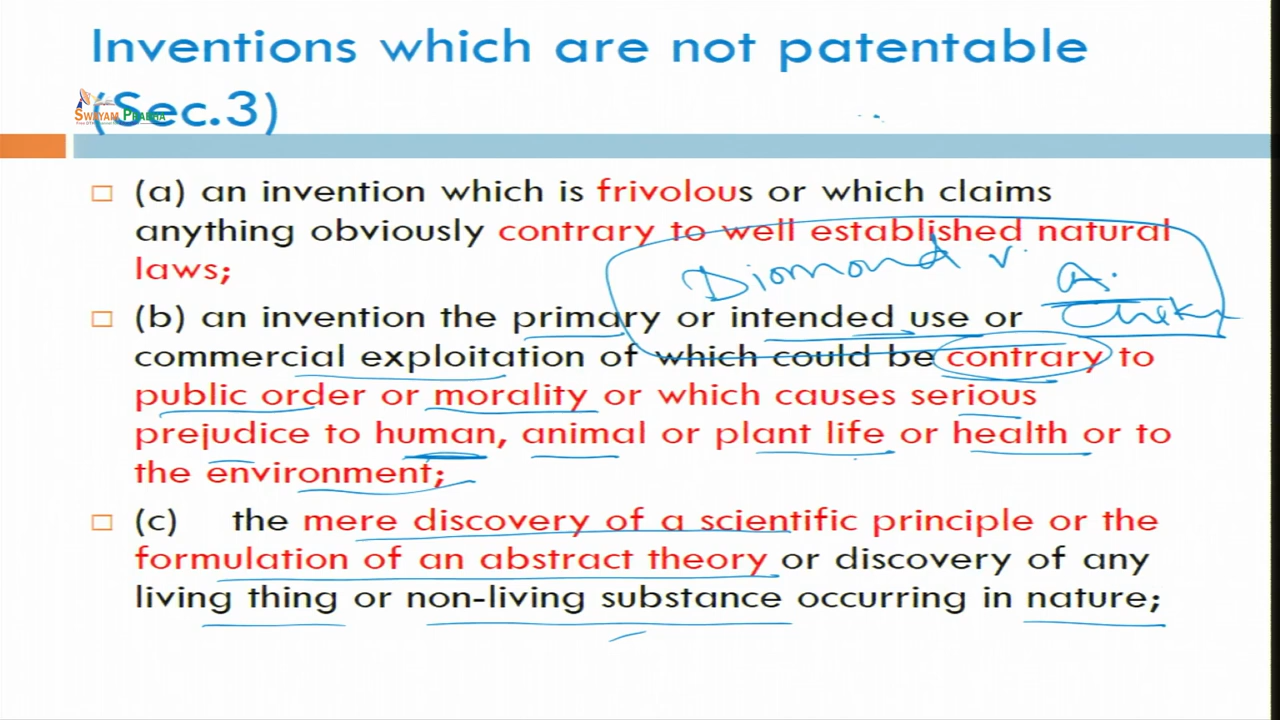 Inventions which are not patentable
(Sec.3)
SWAYAM PRABHA
(a) an invention which is frivolous or which claims
anything obviously contrary to well established natural
laws;
Diamond v.
A.
(b) an invention the primary or intended use or
commercial exploitation of which could be contrary to
public order or morality or which causes serious
prejudice to human, animal or plant life or health or to
the environment;
(c) the mere discovery of a scientific principle or the
formulation of an abstract theory or discovery of any
living thing or non-living substance occurring in nature;